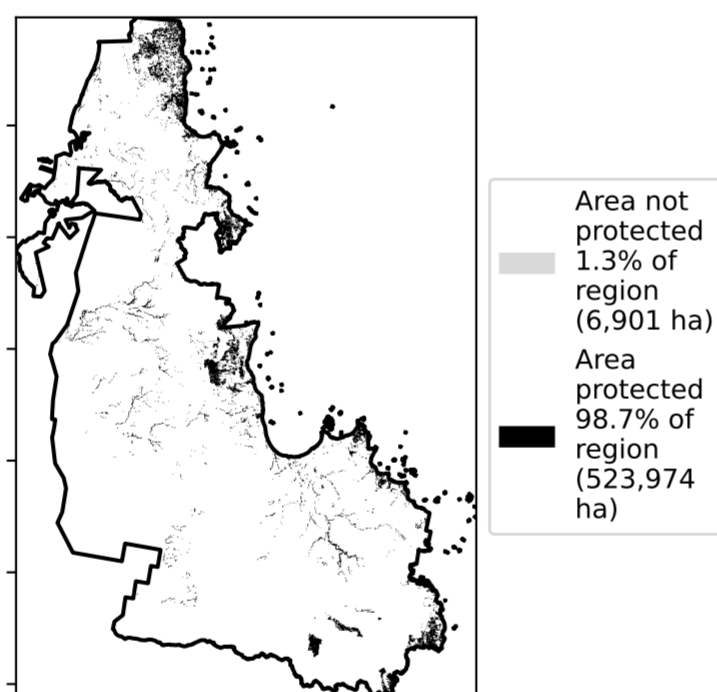 Area not
protected
1.3% of
region
(6,901 ha)
Area
protected
98.7% of
region
(523,974
ha)